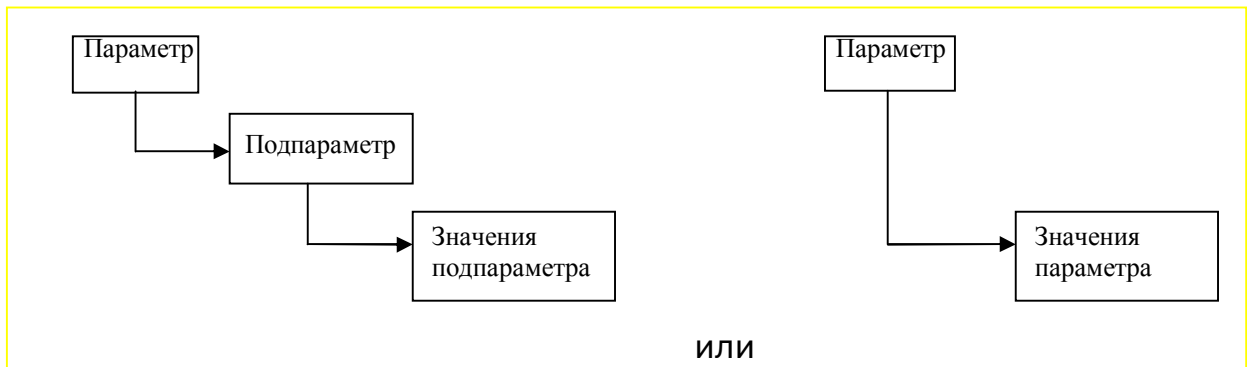 Параметр
Подпараметр
Значения
подпараметра
Параметр
Значения
параметра
или